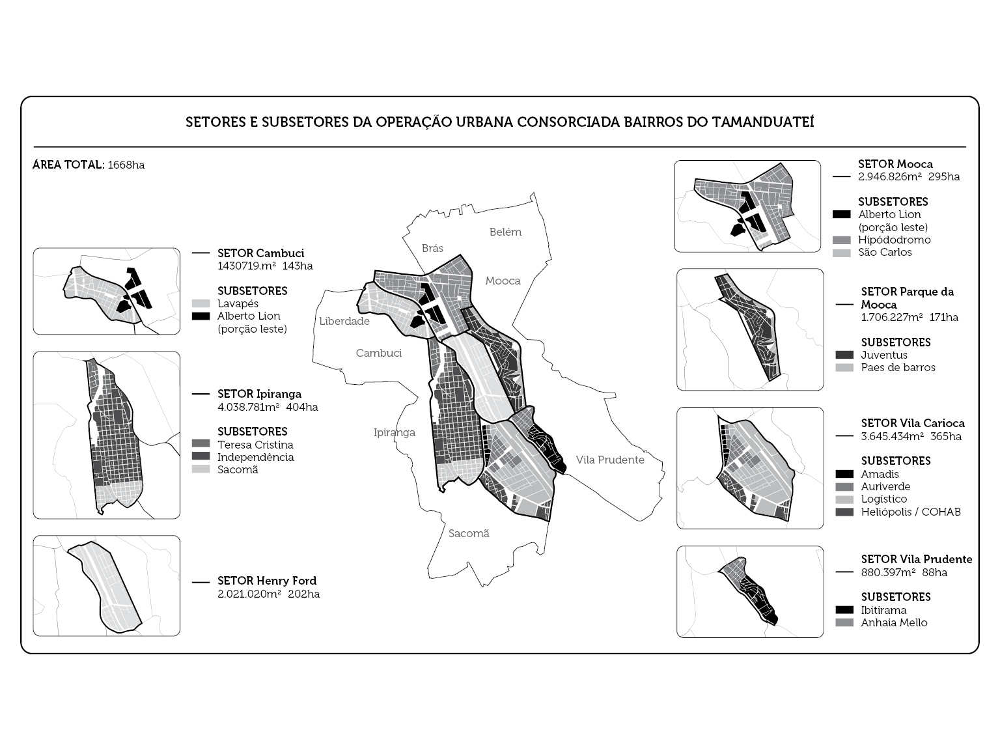 SETORES E SUBSETORES DA OPERAÇÃO URBANA CONSORCIADA BAIRROS DO TAMANDUATEÍ
ÁREA TOTAL: 1668ha
SETOR Cambuci
1430719.m² 143ha
SUBSETORES
Lavapés
Alberto Lion
(porção leste)
SETOR Ipiranga
4.038.781m² 404ha
SUBSETORES
Teresa Cristina
Independência
Sacomã
SETOR Henry Ford
2.021.020m² 202ha
Belém
Brás
Mooca
Liberdade
Cambuci
Ipiranga
Vila Prudente
Sacomã
SETOR Mooca
2.946.826m² 295ha
SUBSETORES
Alberto Lion
(porção leste)
Hipódodromo
São Carlos
SETOR Parque da
Mooca
1.706.227m² 171ha
SUBSETORES
Juventus
Paes de barros
SETOR Vila Carioca
3.645.434m² 365ha
SUBSETORES
Amadis
Auriverde
Logístico
Heliópolis / COHAB
SETOR Vila Prudente
880.397m² 88ha
SUBSETORES
Ibitirama
Anhaia Mello